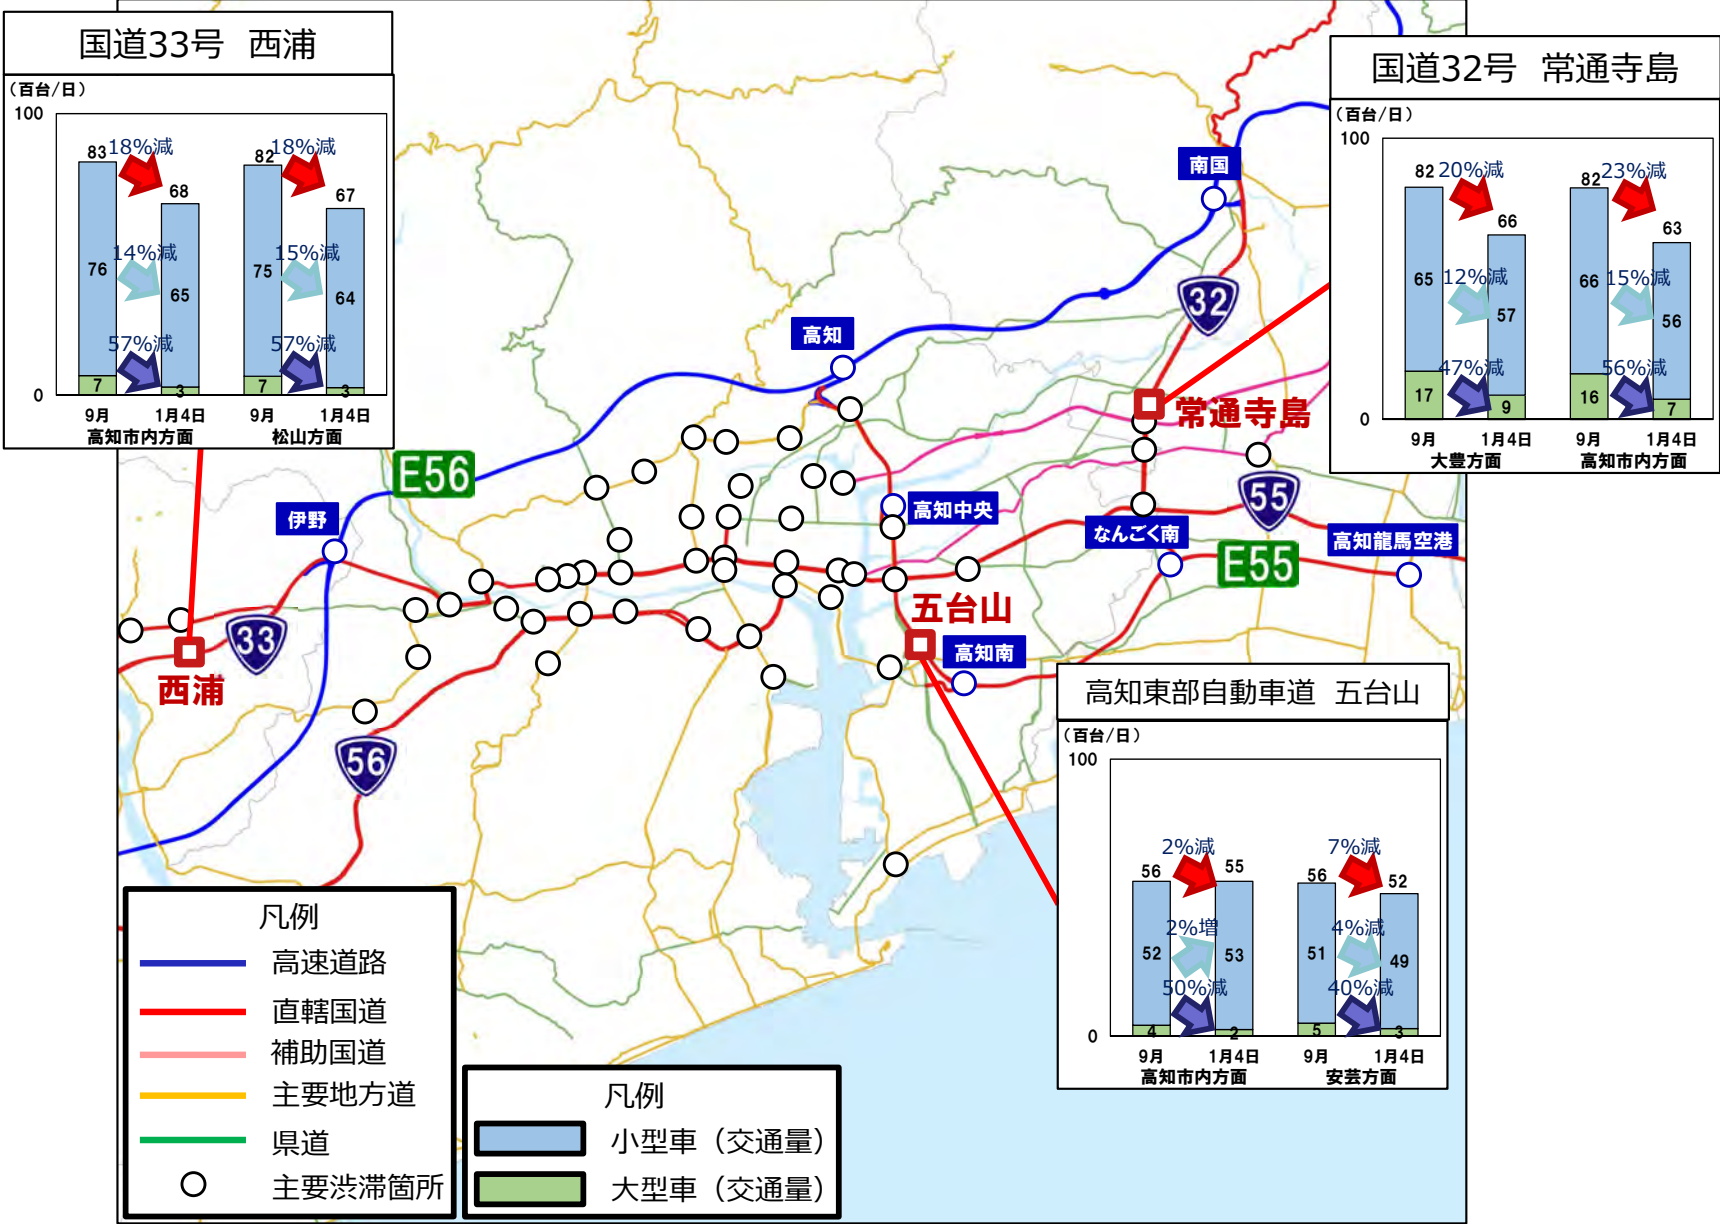 国道33号 西浦
（百台/日）
100
83
18%減
68
82
18%減
67
76
14%減
65
75
15%減
64
57%減
57%減
7
3
7
3
0
9月
1月4日
9月
1月4日
高知市内方面
松山方面
国道32号 常通寺島
（百台/日）
100
82
20%減
66
82
23%減
63
65
12%減
57
66
15%減
56
47%減
56%減
17
9
16
7
0
9月
1月4日
9月
1月4日
大豊方面
高知市内方面
南国
32
高知
常通寺島
E56
伊野
高知中央
なんごく南
55
高知龍馬空港
E55
33
西浦
五台山
高知南
56
高知東部自動車道 五台山
（百台/日）
100
56
2%減
55
56
7%減
52
52
2%増
53
51
4%減
49
50%減
40%減
4
2
5
3
0
9月
1月4日
9月
1月4日
高知市内方面
安芸方面
凡例
高速道路
直轄国道
補助国道
主要地方道
県道
主要渋滞箇所
凡例
小型車（交通量）
大型車（交通量）